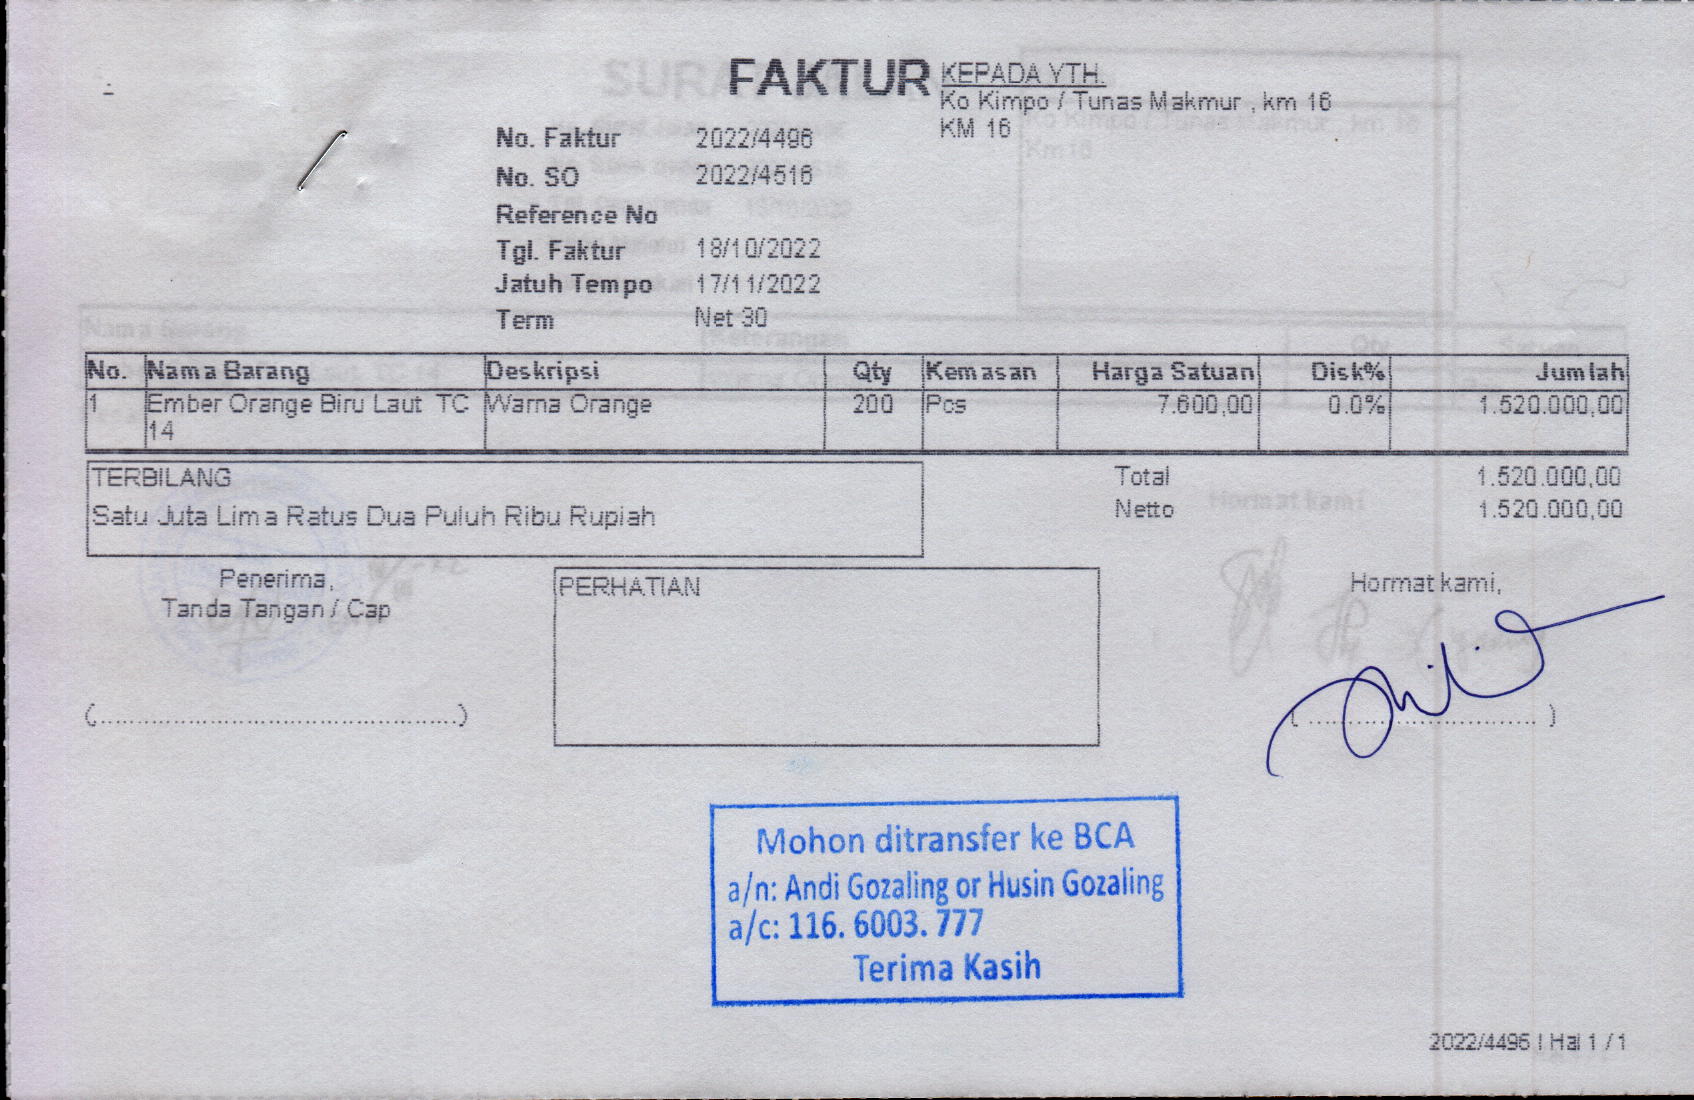 FAKTUR
KEPADA YTH.
Ko Kimpo / Tunas Makmur , km 16
KM 16
No. Faktur 2022/4496
No. SO 2022/4516
Reference No
Tgl. Faktur 18/10/2022
Jatuh Tempo 17/11/2022
Term Net 30
No. Nama Barang Deskripsi Qty Kemasan Harga Satuan Disk% Jumlah
1 Ember Orange Biru Laut TC Warna Orange 200 Pcs 7.600,00 0.0% 1.520.000,00
14
TERBILANG
Satu Juta Lima Ratus Dua Puluh Ribu Rupiah
Total 1.520.000,00
Netto 1.520.000,00
Penerima,
Tanda Tangan / Cap
(............................................)
PERHATIAN
Hormat kami,
( ............................ )
Mohon ditransfer ke BCA
a/n: Andi Gozaling or Husin Gozaling
a/c: 116. 6003. 777
Terima Kasih
2022/4496 | Hal 1 / 1